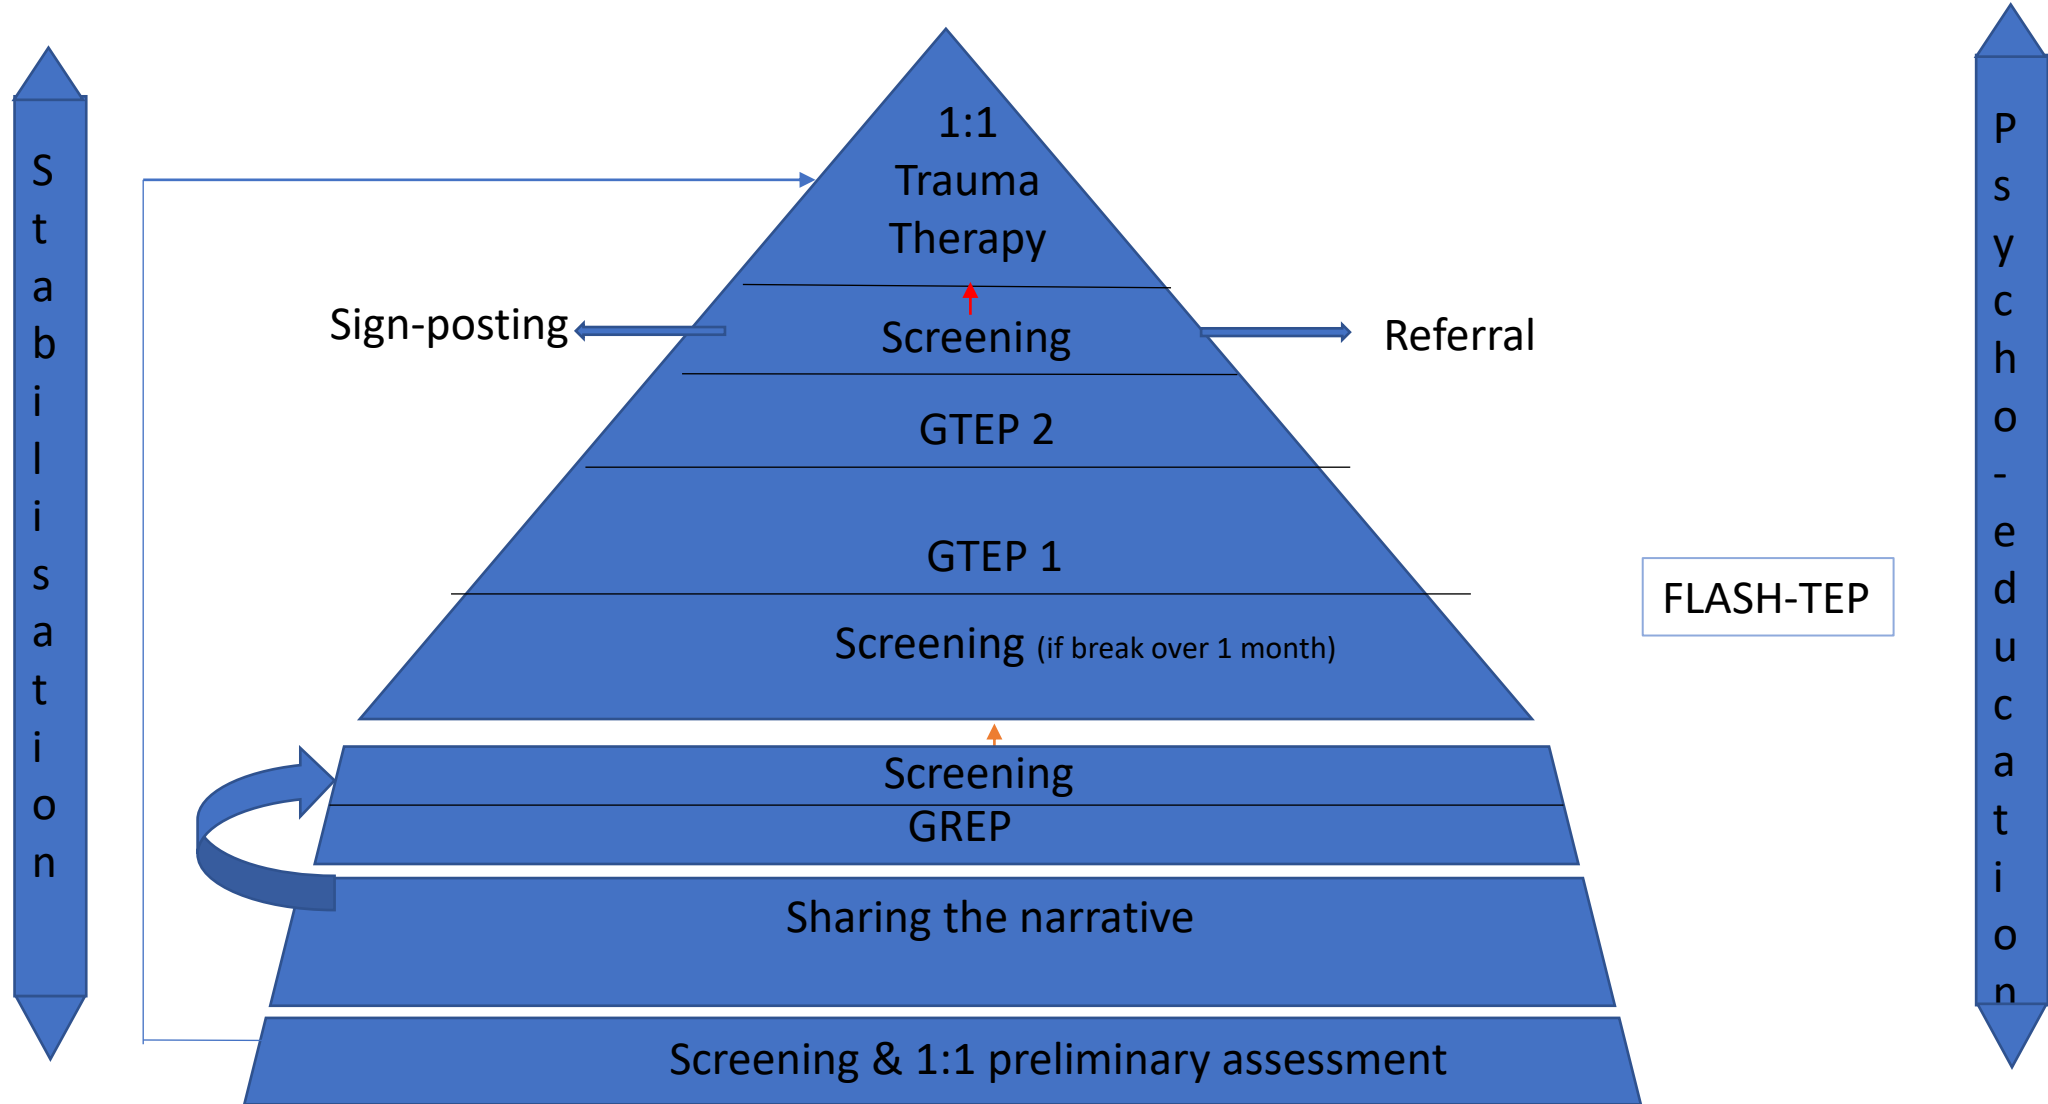 Stabilisation
1:1
Trauma
Therapy
Sign-posting
Screening
Referral
GTEP 2
GTEP 1
FLASH-TEP
Screening (if break over 1 month)
Screening
GREP
Sharing the narrative
Screening & 1:1 preliminary assessment
Psycho-education